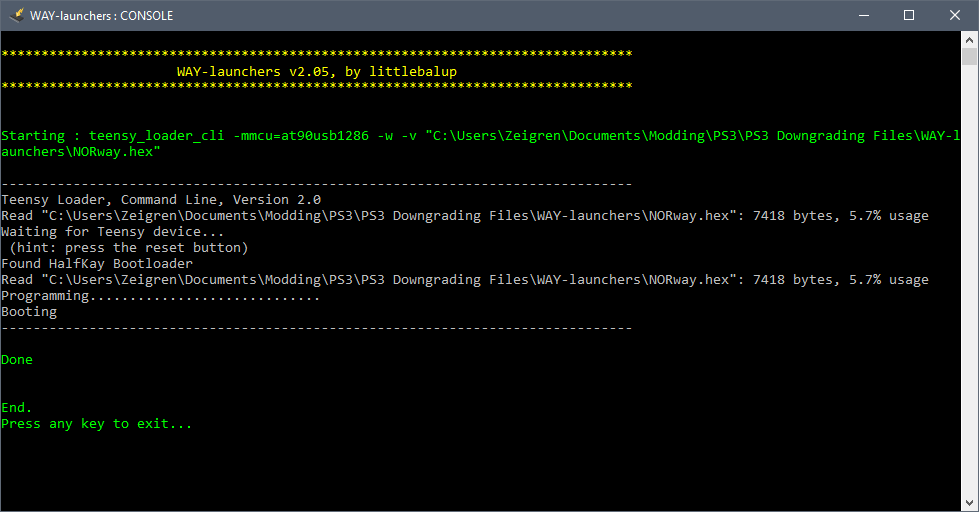 WAY-launchers : CONSOLE
*******************************************************************************
WAY-launchers v2.05, by littlebalup
*******************************************************************************
Starting : teensy_loader_cli -mmcu=at90usb1286 -w -v "C:\Users\Zeigren\Documents\Modding\PS3\PS3 Downgrading Files\WAY-l
aunchers\NORway.hex"
-------------------------------------------------------------------------------
Teensy Loader, Command Line, Version 2.0
Read "C:\Users\Zeigren\Documents\Modding\PS3\PS3 Downgrading Files\WAY-launchers\NORway.hex": 7418 bytes, 5.7% usage
Waiting for Teensy device...
 (hint: press the reset button)
Found HalfKay Bootloader
Read "C:\Users\Zeigren\Documents\Modding\PS3\PS3 Downgrading Files\WAY-launchers\NORway.hex": 7418 bytes, 5.7% usage
Programming.............................
Booting
-------------------------------------------------------------------------------
Done
End.
Press any key to exit...